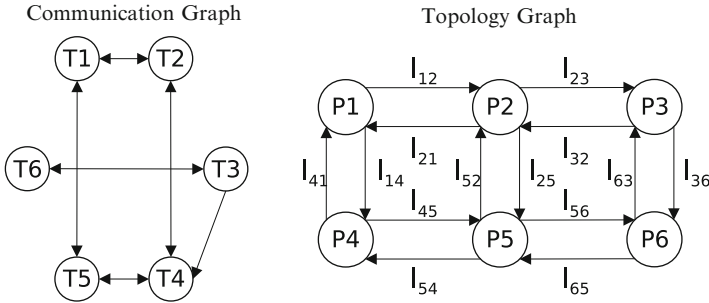 Communication Graph
T1 T2
T6 T3
T5 T4
Topology Graph
l12 l23
P1 P2 P3
l21 l32
l41 l14 l52 l25 l63 l36
l45 l56
P4 P5 P6
l54 l65